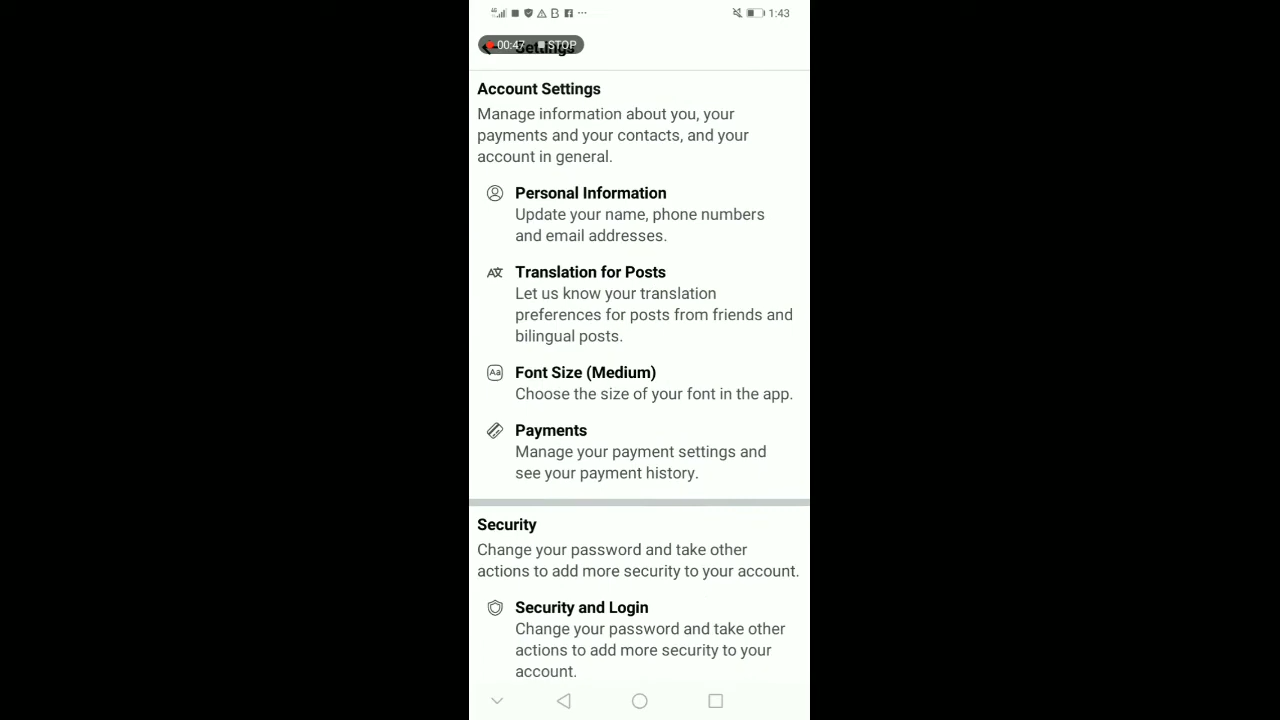 4G 1:43
00:47 STOP
Settings
Account Settings
Manage information about you, your
payments and your contacts, and your
account in general.
Personal Information
Update your name, phone numbers
and email addresses.
Translation for Posts
Let us know your translation
preferences for posts from friends and
bilingual posts.
Aa Font Size (Medium)
Choose the size of your font in the app.
Payments
Manage your payment settings and
see your payment history.
Security
Change your password and take other
actions to add more security to your account.
Security and Login
Change your password and take other
actions to add more security to your
account.